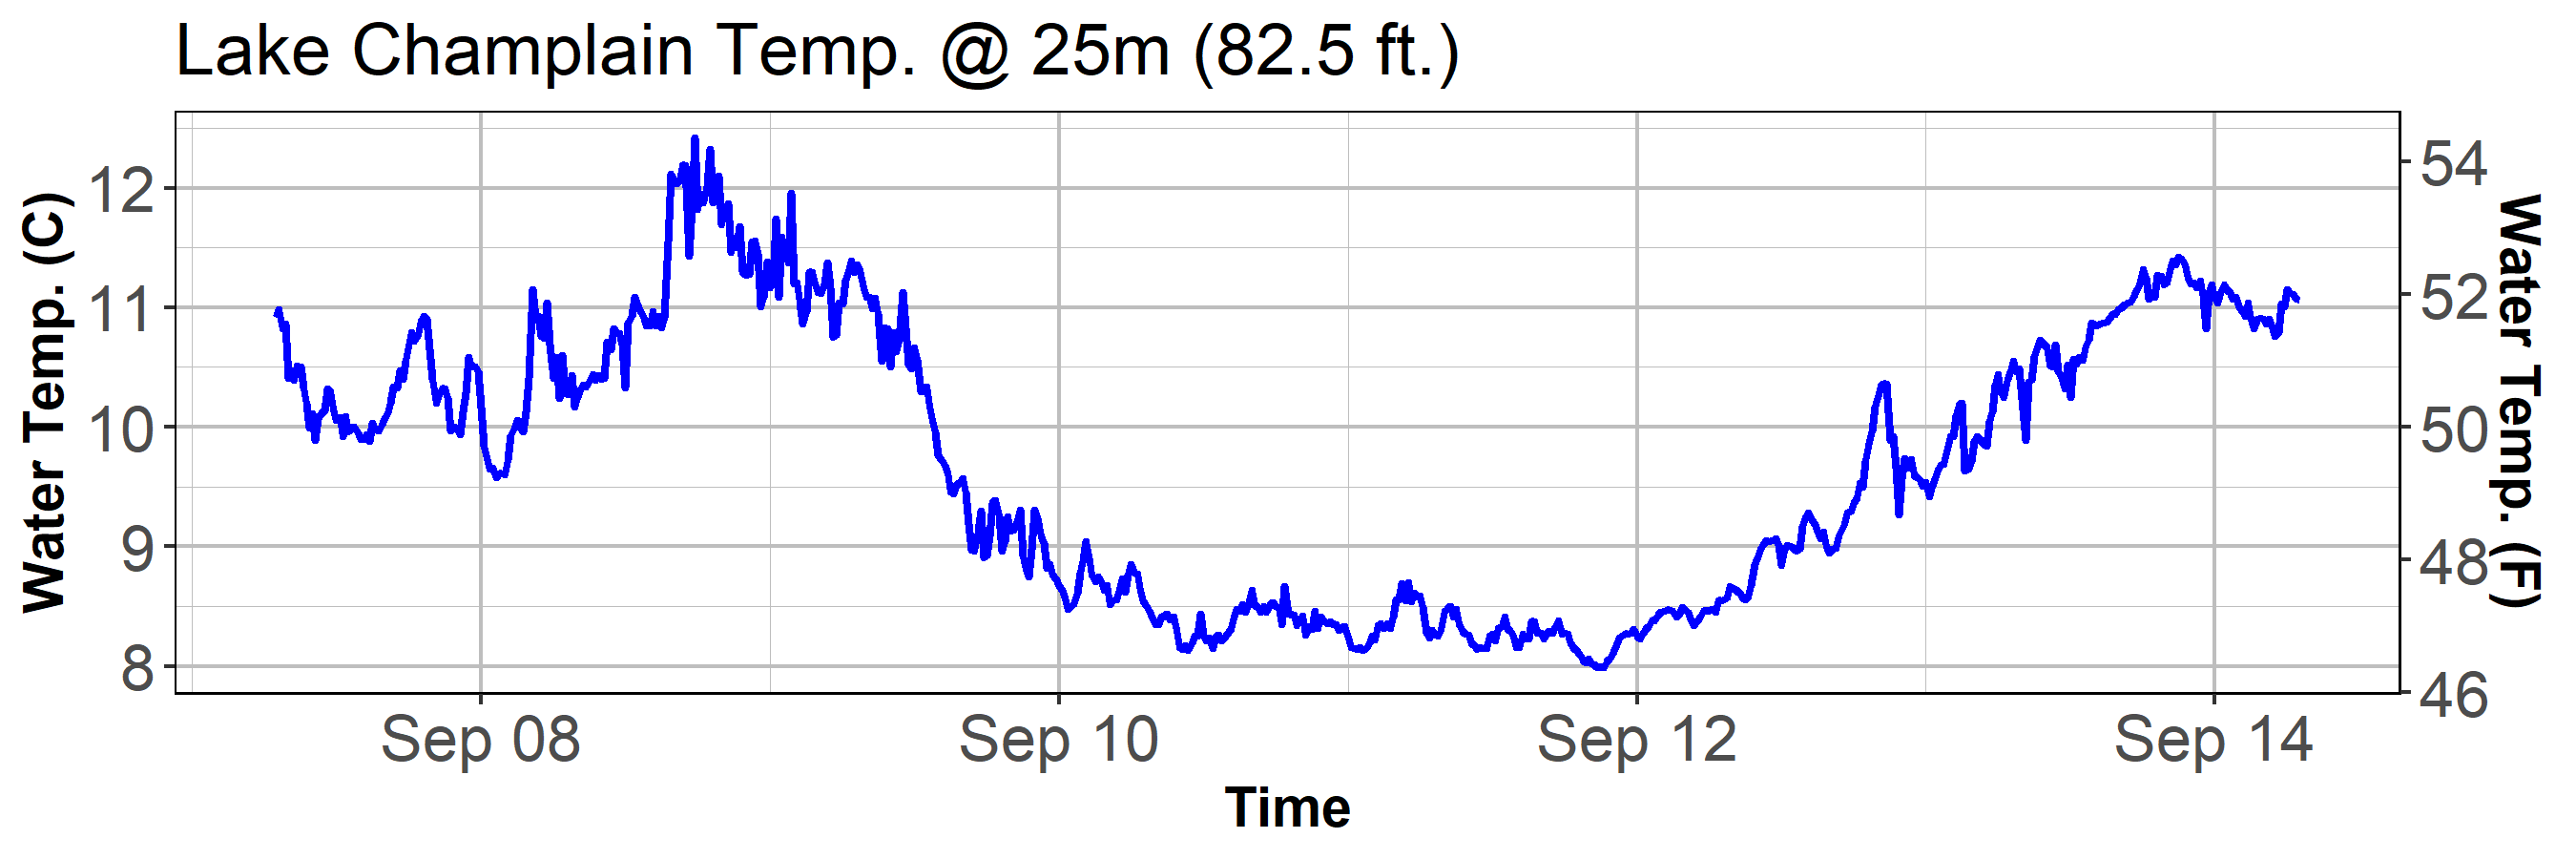 Lake Champlain Temp. @ 25m (82.5 ft.)
Water Temp. (C)
12
11
10
9
8
54
52
50
48
46
Water Temp. (F)
Sep 08 Sep 10 Sep 12 Sep 14
Time